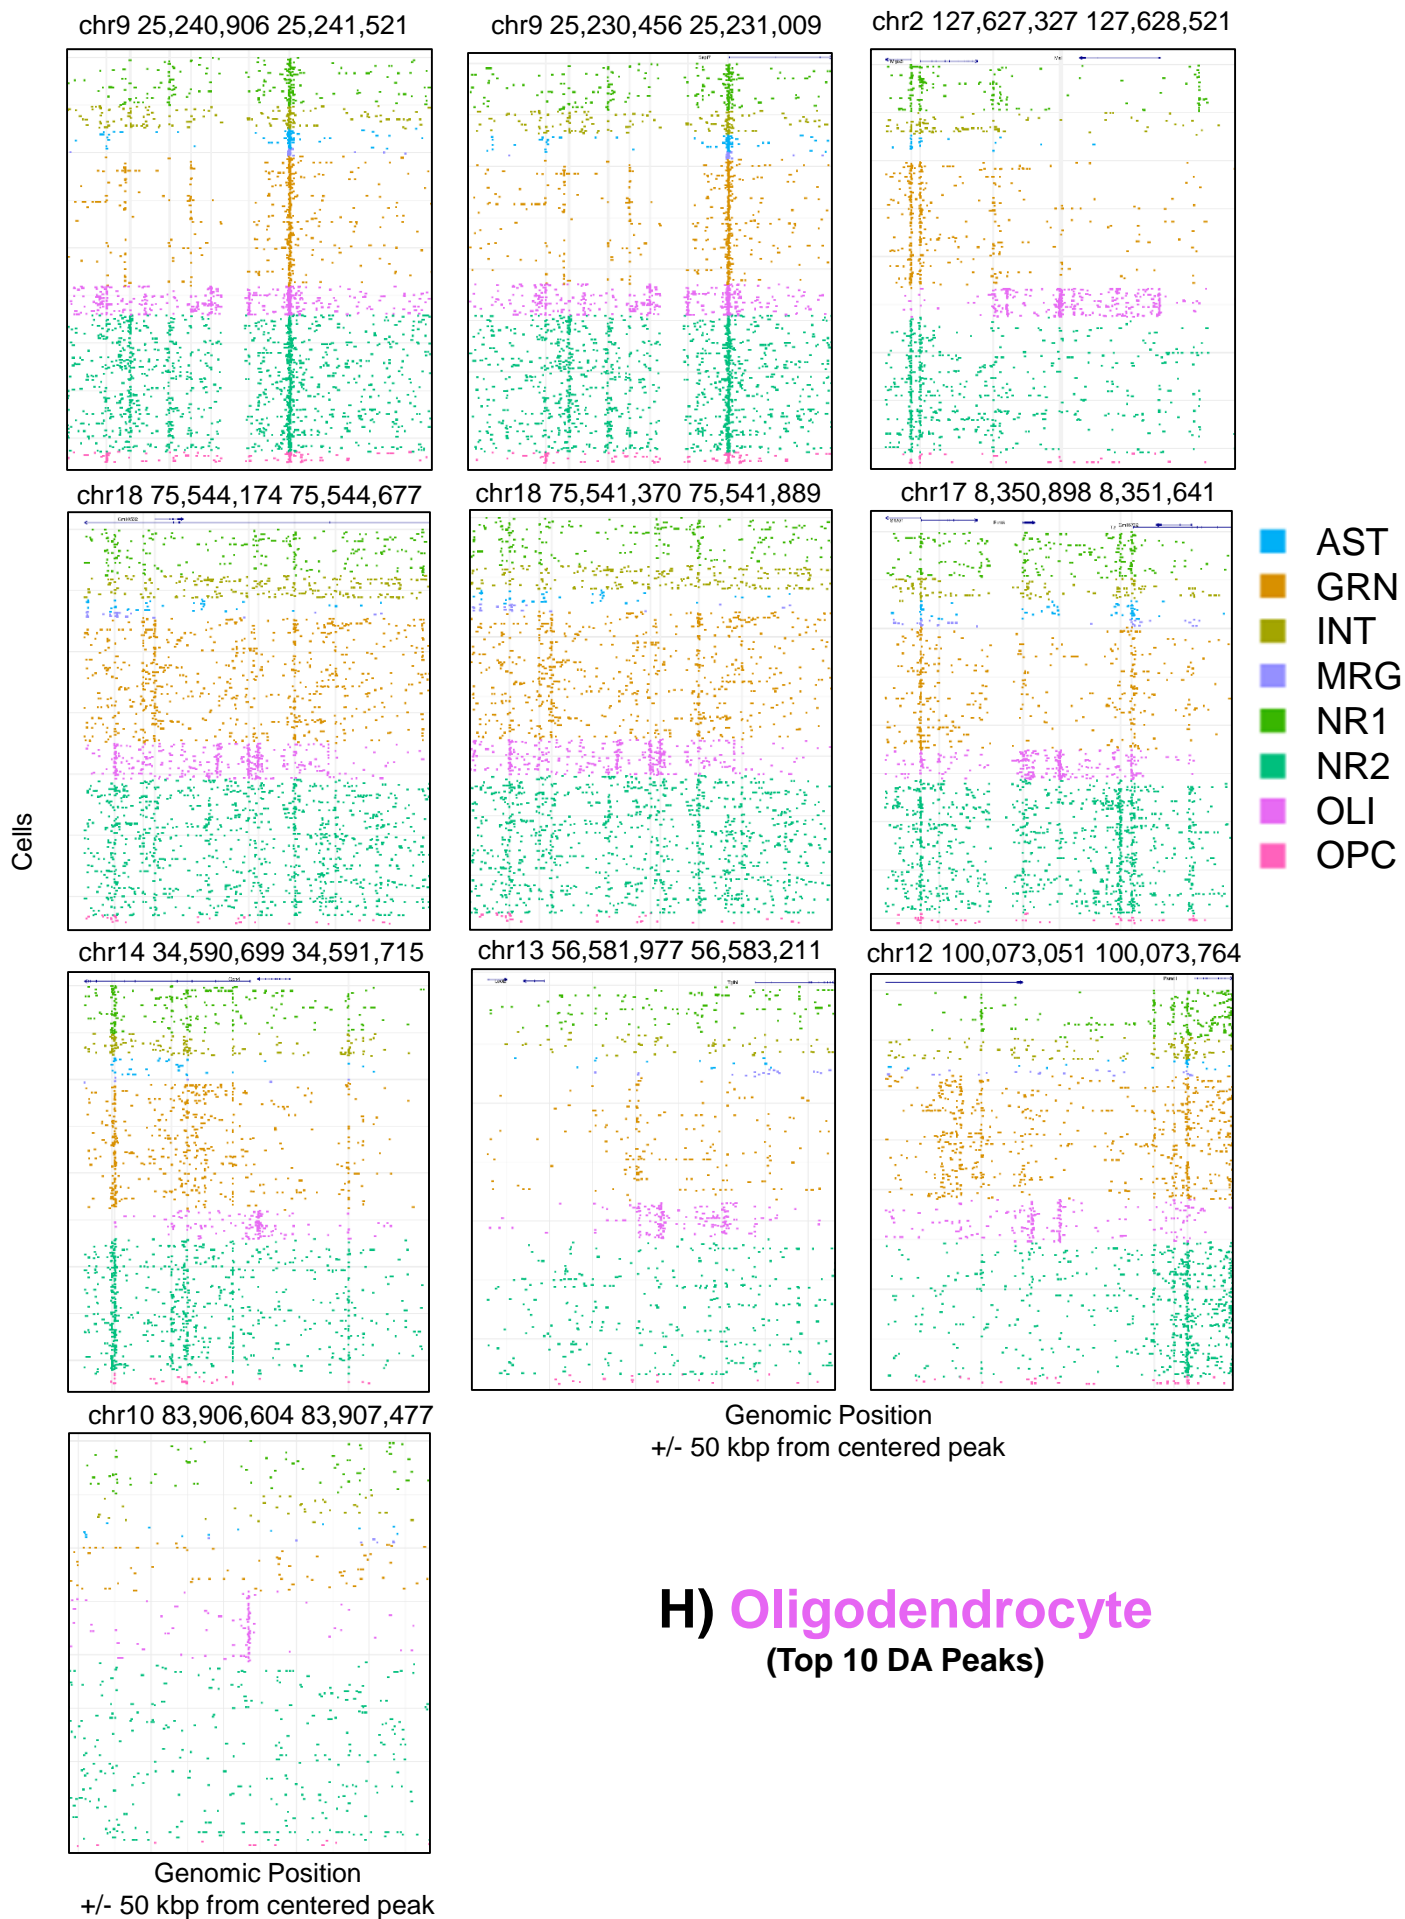 chr9 25,240,906 25,241,521
chr9 25,230,456 25,231,009
chr2 127,627,327 127,628,521
chr18 75,544,174 75,544,677
chr18 75,541,370 75,541,889
chr17 8,350,898 8,351,641
AST
GRN
INT
MRG
NR1
NR2
OLI
OPC
Cells
chr14 34,590,699 34,591,715
chr13 56,581,977 56,583,211
chr12 100,073,051 100,073,764
chr10 83,906,604 83,907,477
Genomic Position
+/- 50 kbp from centered peak
H) Oligodendrocyte
(Top 10 DA Peaks)
Genomic Position
+/- 50 kbp from centered peak